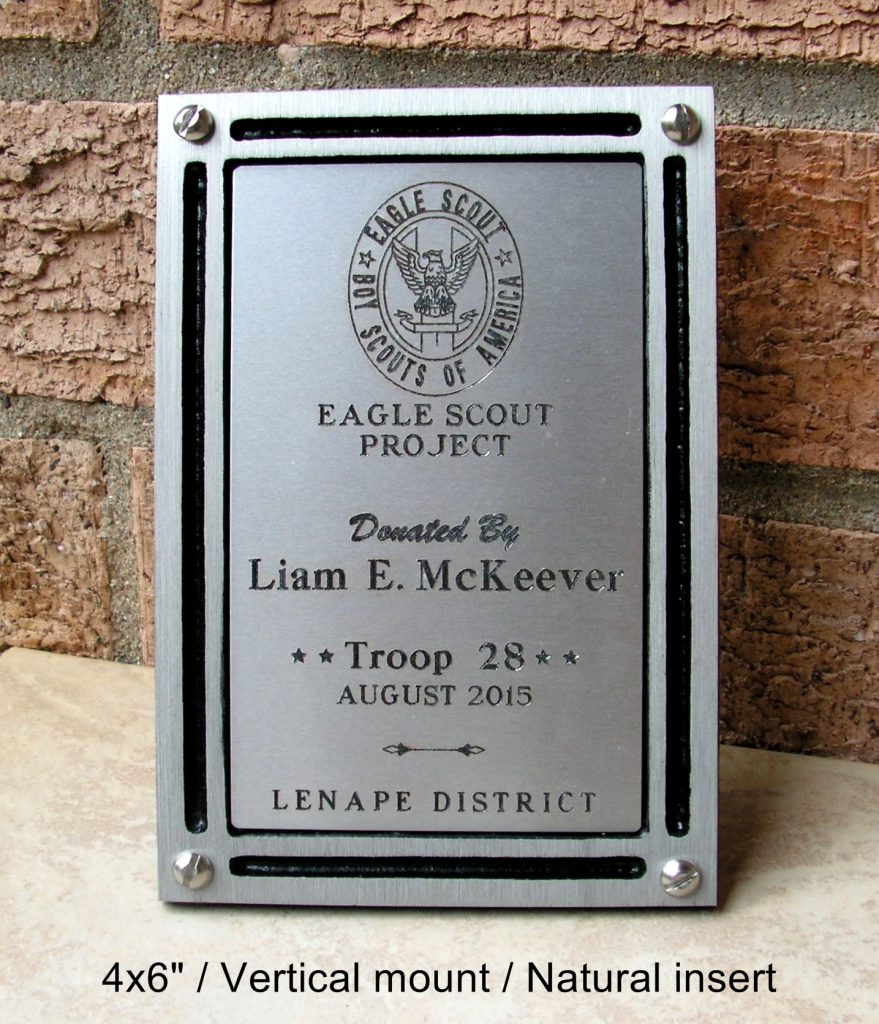 EAGLE SCOUT
BOY SCOUTS OF AMERICA
EAGLE SCOUT
PROJECT
Donated By
Liam E. McKeever
Troop 28
AUGUST 2015
LENAPE DISTRICT
4x6" / Vertical mount / Natural insert